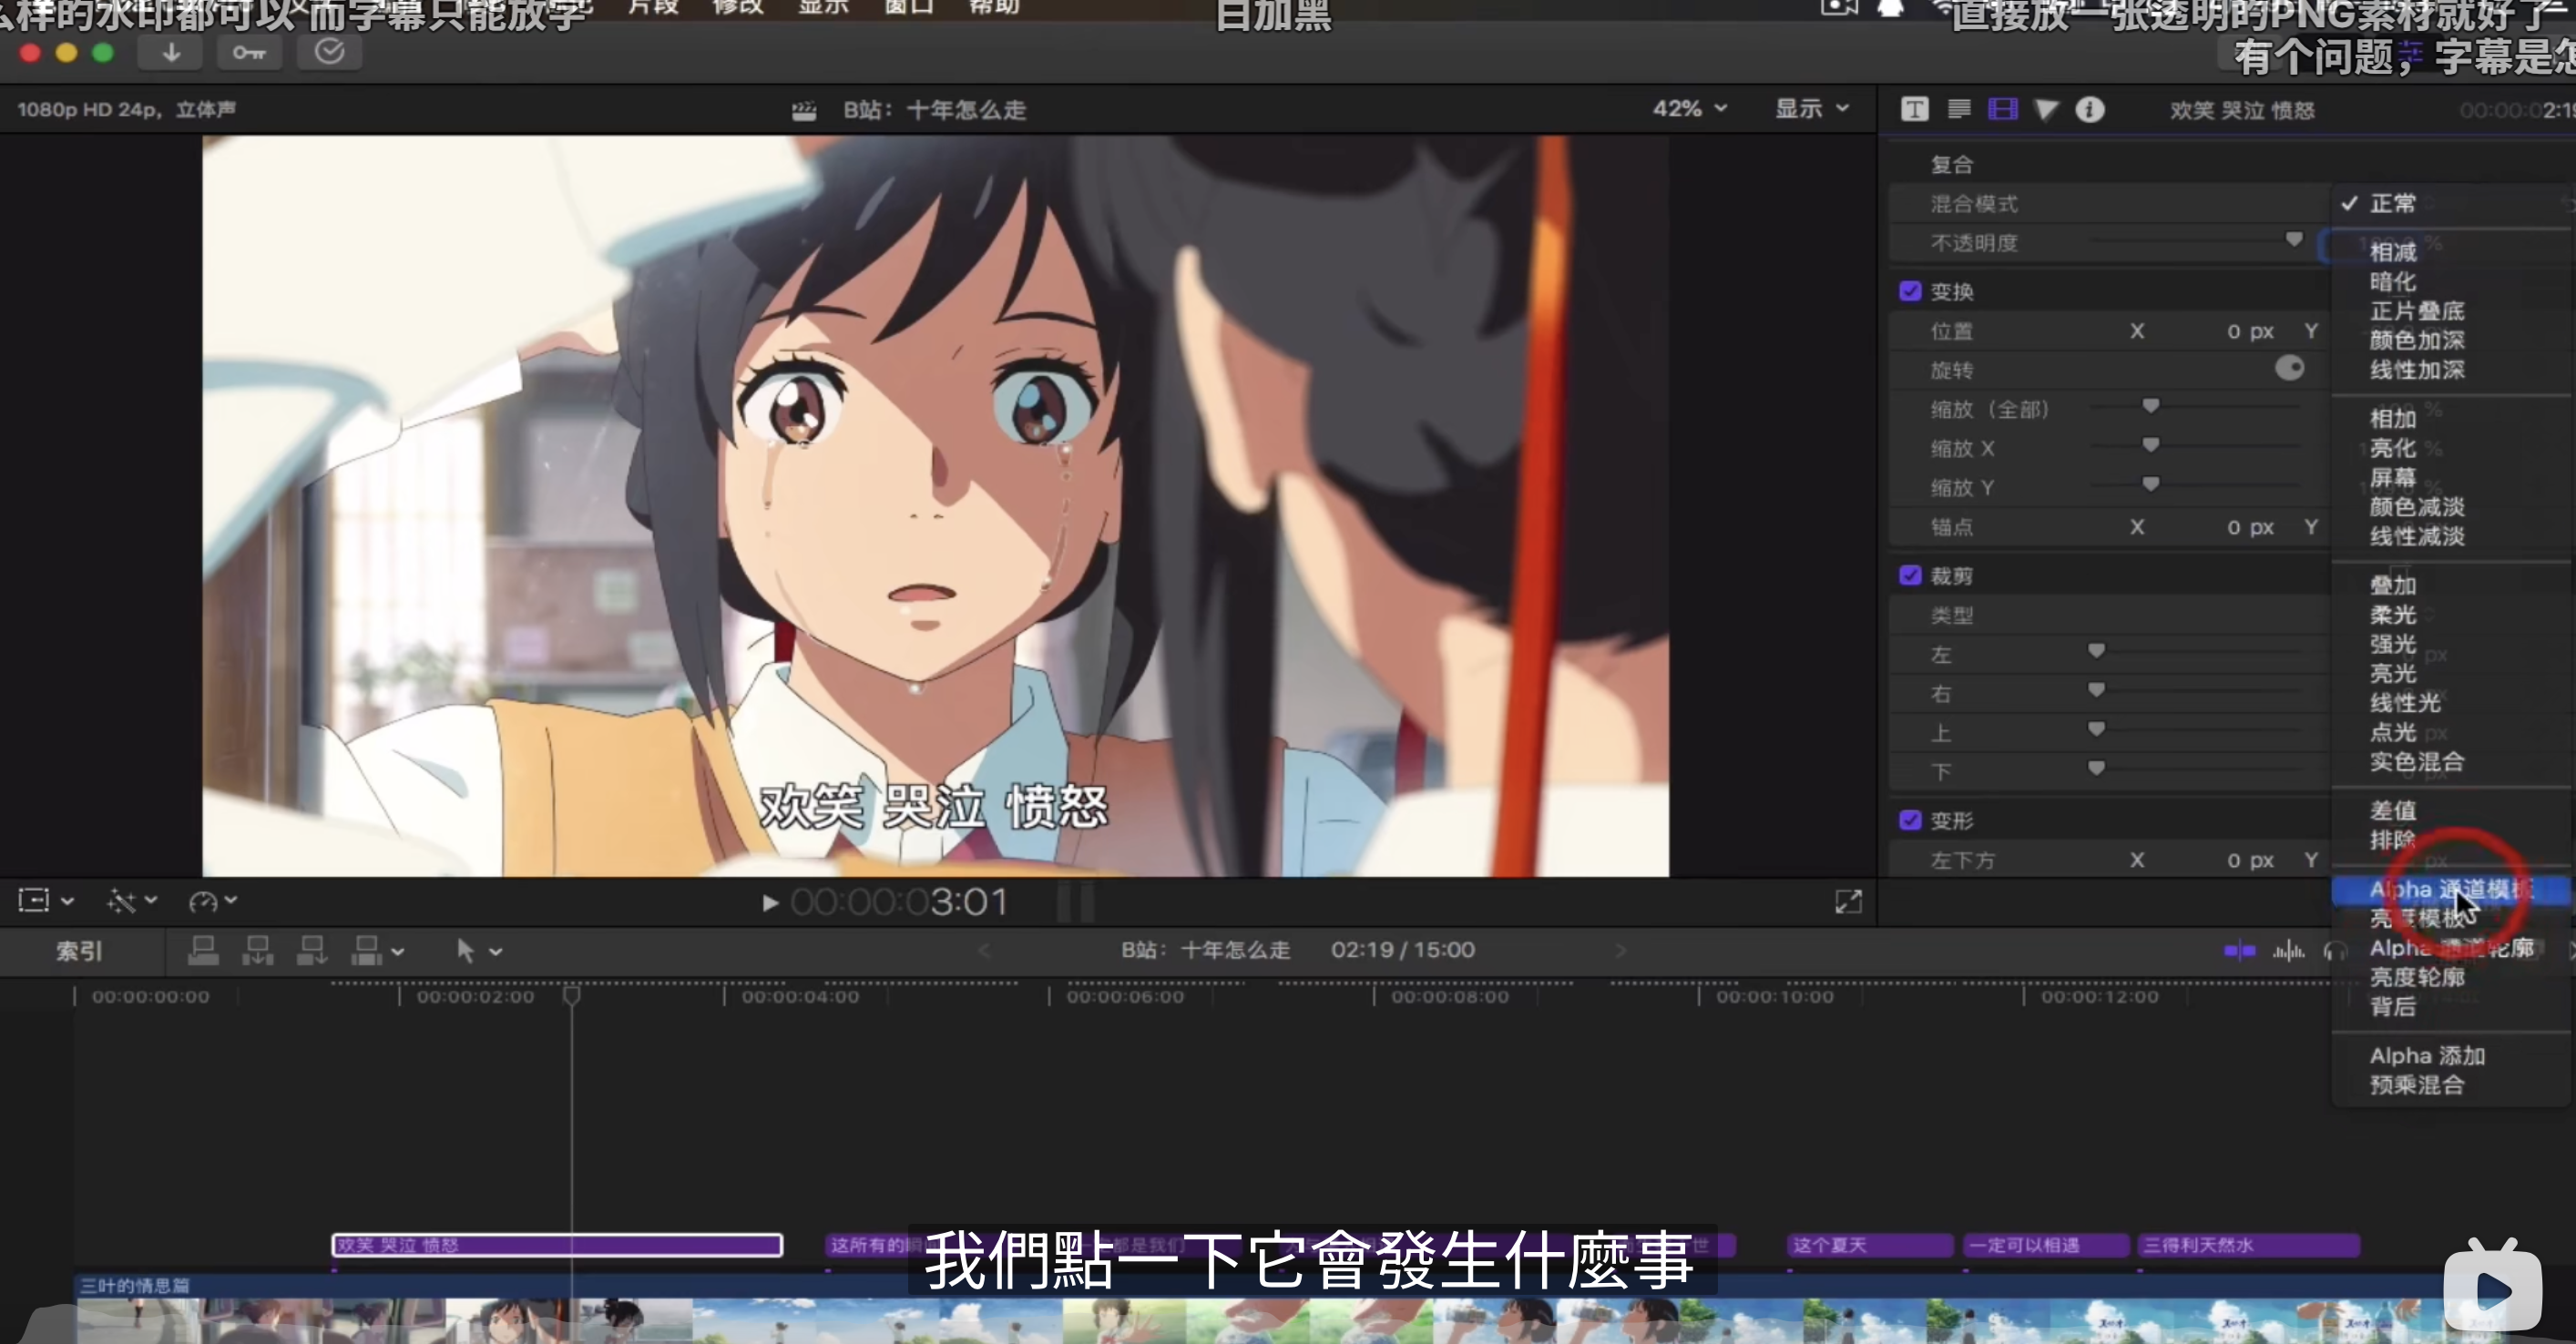 样的水印都可以 而字幕只能放学
片段 修改 显示 窗口 帮助
日加黑
直接放一张透明的PNG素材就好了
有个问题，字幕是怎
1080p HD 24p，立体声
B站：十年怎么走
42%
显示
欢笑 哭泣 愤怒
00:00:02:19
复合
混合模式
不透明度
变换
位置 X 0 px Y
旋转
缩放（全部）
缩放 X
缩放 Y
锚点 X 0 px Y
裁剪
类型
左
右
上
下
变形
左下方 X 0 px Y
正常
相减
暗化
正片叠底
颜色加深
线性加深
相加
亮化
屏幕
颜色减淡
线性减淡
叠加
柔光
强光
亮光
线性光
点光
实色混合
差值
排除
Alpha 通道模板
亮度模板
Alpha 通道轮廓
亮度轮廓
背后
Alpha 添加
预乘混合
欢笑 哭泣 愤怒
00:00:03:01
索引
B站：十年怎么走 02:19 / 15:00
00:00:00:00
00:00:02:00
00:00:04:00
00:00:06:00
00:00:08:00
00:00:10:00
00:00:12:00
欢笑 哭泣 愤怒
这所有的
都是我们
世
这个夏天
一定可以相遇
三得利天然水
我們點一下它會發生什麼事
三叶的情思篇